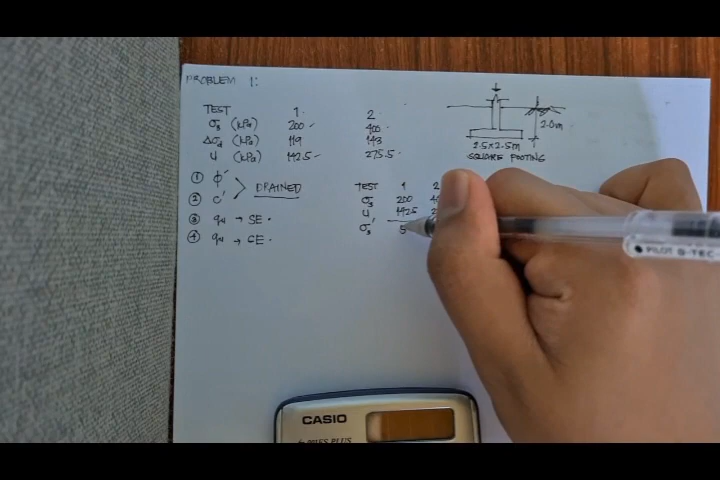 PROBLEM 1:
TEST 1 2
σ₃ (kPa) 200 400
Δσd (kPa) 119 143
u (kPa) 142.5 275.5
① φ'
② c'
DRAINED
③ qu → SE
④ qu → CE
2.0m
2.5x2.5m
SQUARE FOOTING
TEST 1 2
σ₃ 200
u 142.5
σ₃' 5
CASIO
PILOT G-TEC